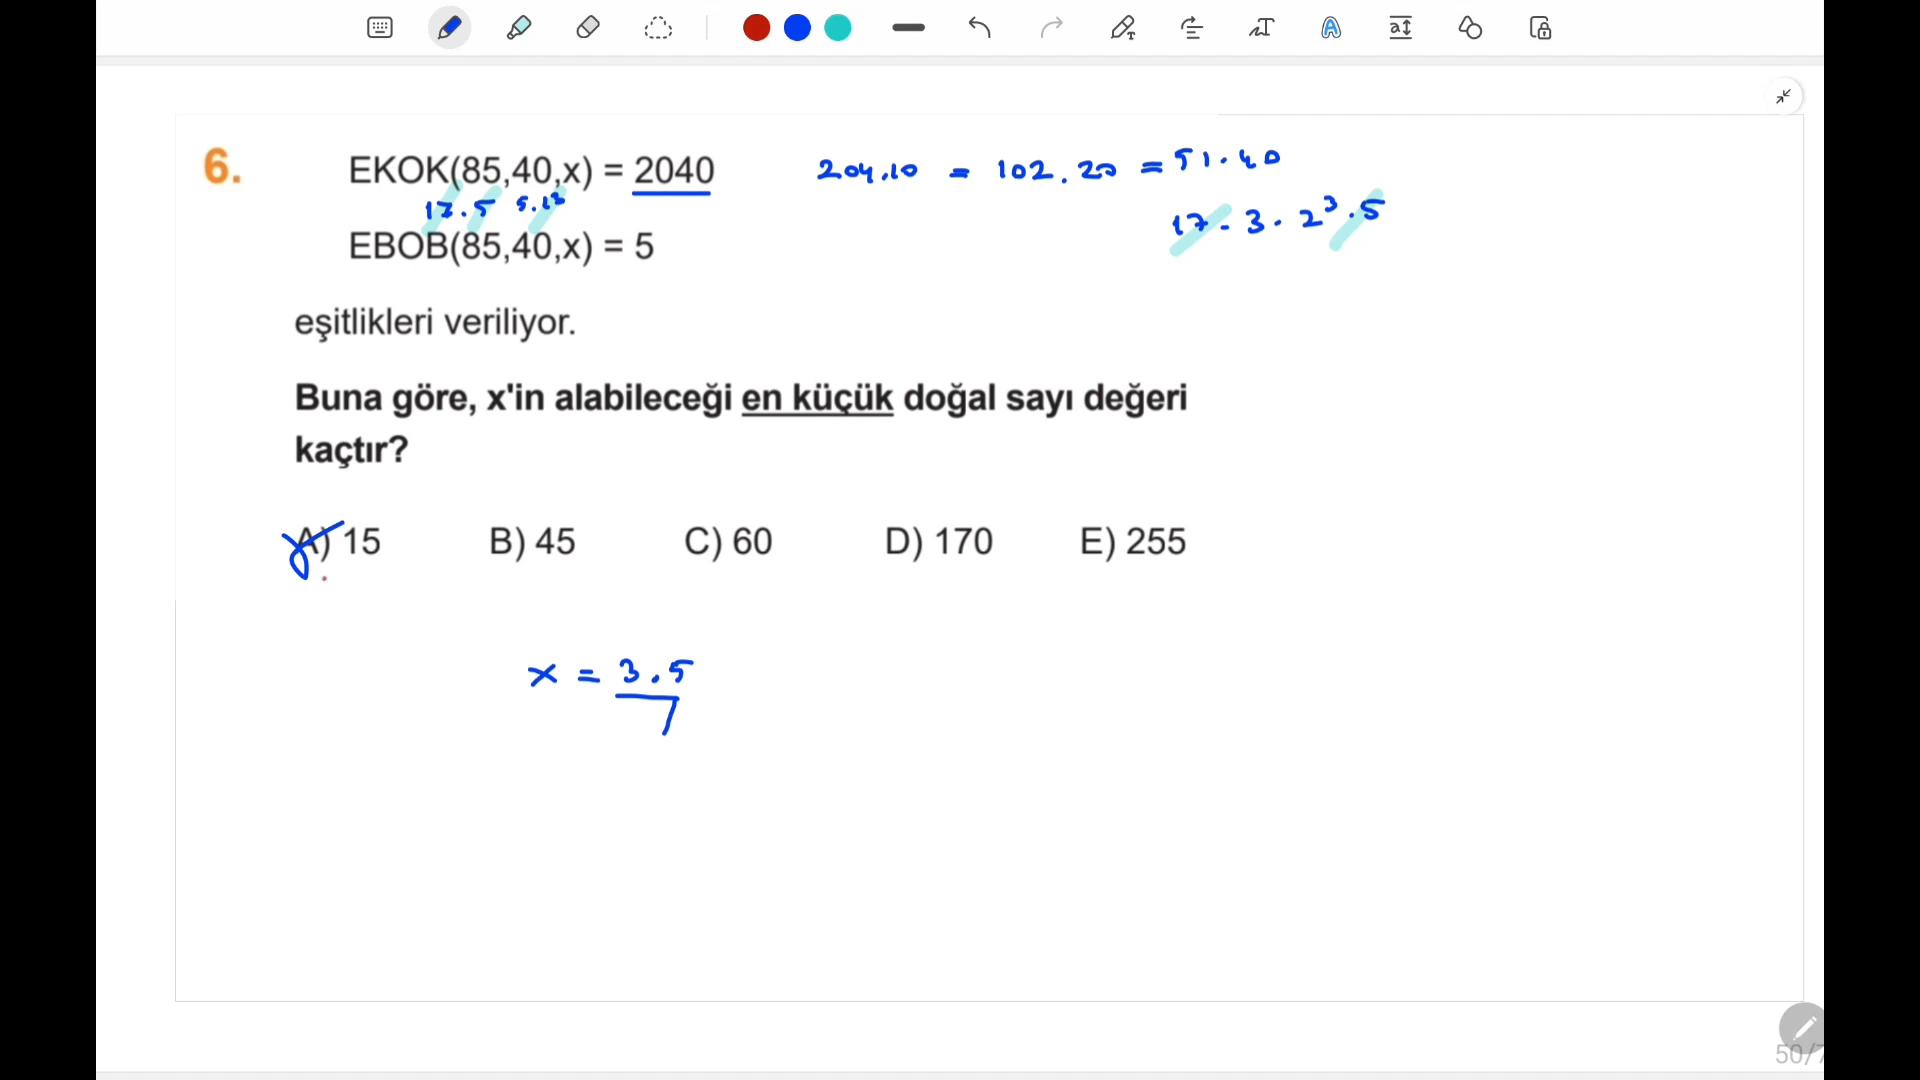 6.
EKOK(85,40,x) = 2040
204.10 = 102.20 = 51.40
17.5 5.2³
17.3.2³.5
EBOB(85,40,x) = 5
eşitlikleri veriliyor.
Buna göre, x'in alabileceği en küçük doğal sayı değeri
kaçtır?
A) 15 B) 45 C) 60 D) 170 E) 255
x = 3.5